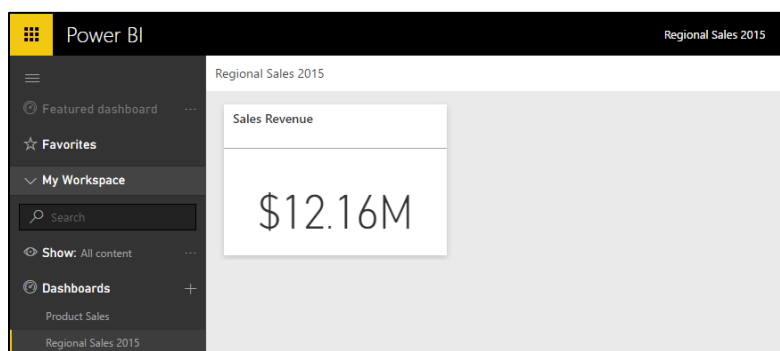 Power BI
Regional Sales 2015
Regional Sales 2015
Featured dashboard ...
Favorites
My Workspace
Search
Show: All content ...
Dashboards +
Product Sales
Regional Sales 2015
Sales Revenue
$12.16M